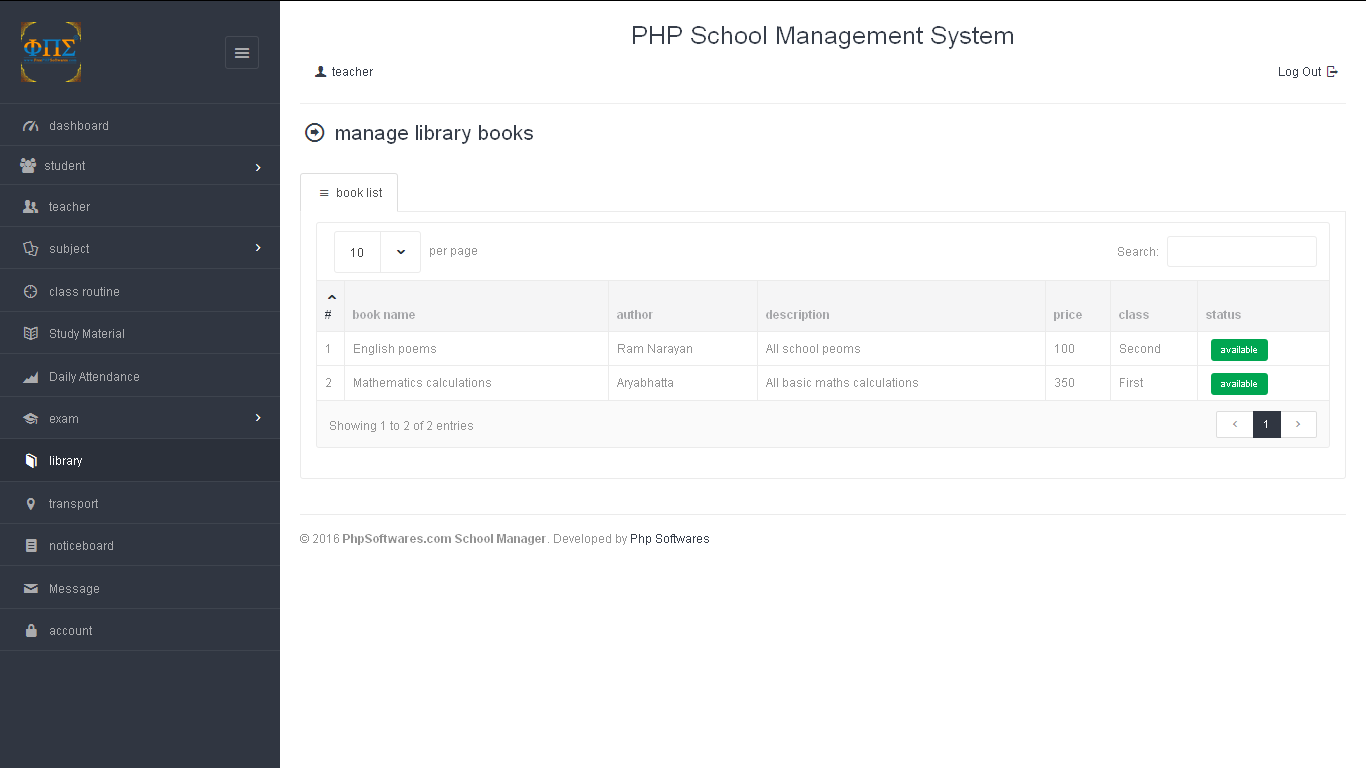 ΦΠΣ
PHP School Management System
teacher
Log Out
dashboard
student
teacher
subject
class routine
Study Material
Daily Attendance
exam
library
transport
noticeboard
Message
account
manage library books
book list
10 per page Search:
# book name author description price class status
1 English poems Ram Narayan All school peoms 100 Second available
2 Mathematics calculations Aryabhatta All basic maths calculations 350 First available
Showing 1 to 2 of 2 entries
1
© 2016 PhpSoftwares.com School Manager. Developed by Php Softwares